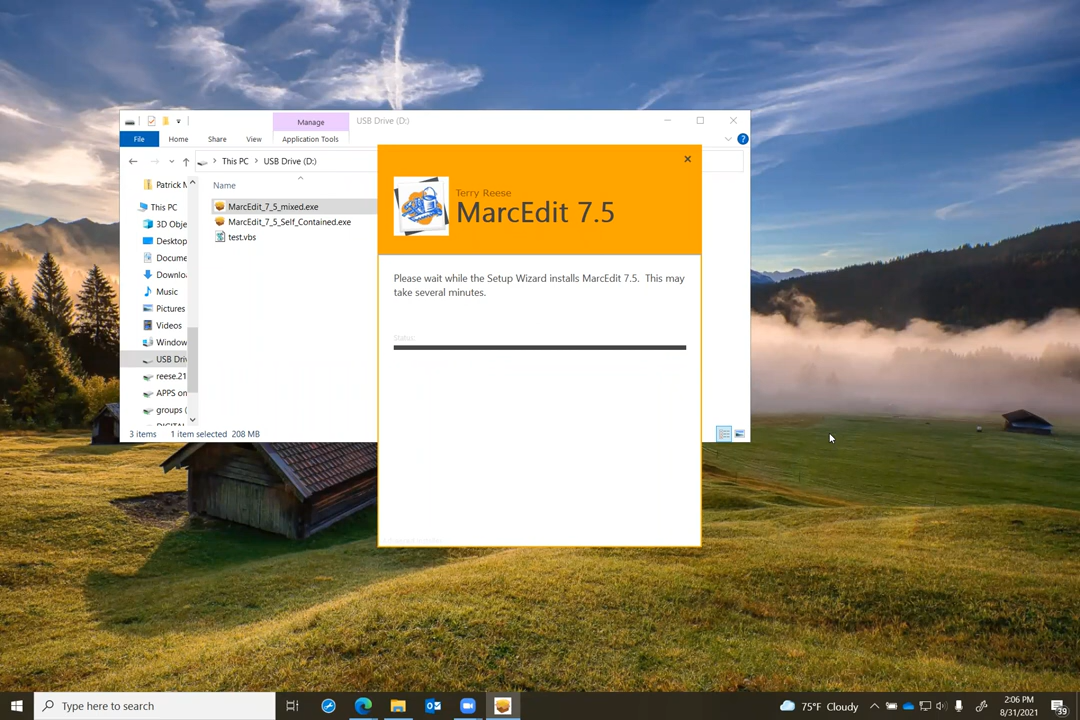 Manage
USB Drive (D:)
File
Home
Share
View
Application Tools
This PC > USB Drive (D:)
Patrick M
This PC
3D Obje
Desktop
Docume
Downlo
Music
Pictures
Videos
Window
USB Driv
reese.21
APPS on
groups (
Name
MarcEdit_7_5_mixed.exe
MarcEdit_7_5_Self_Contained.exe
test.vbs
3 items
1 item selected 208 MB
Terry Reese
MarcEdit 7.5
Please wait while the Setup Wizard installs MarcEdit 7.5. This may
take several minutes.
Status:
Type here to search
75°F Cloudy
2:06 PM
8/31/2021
39